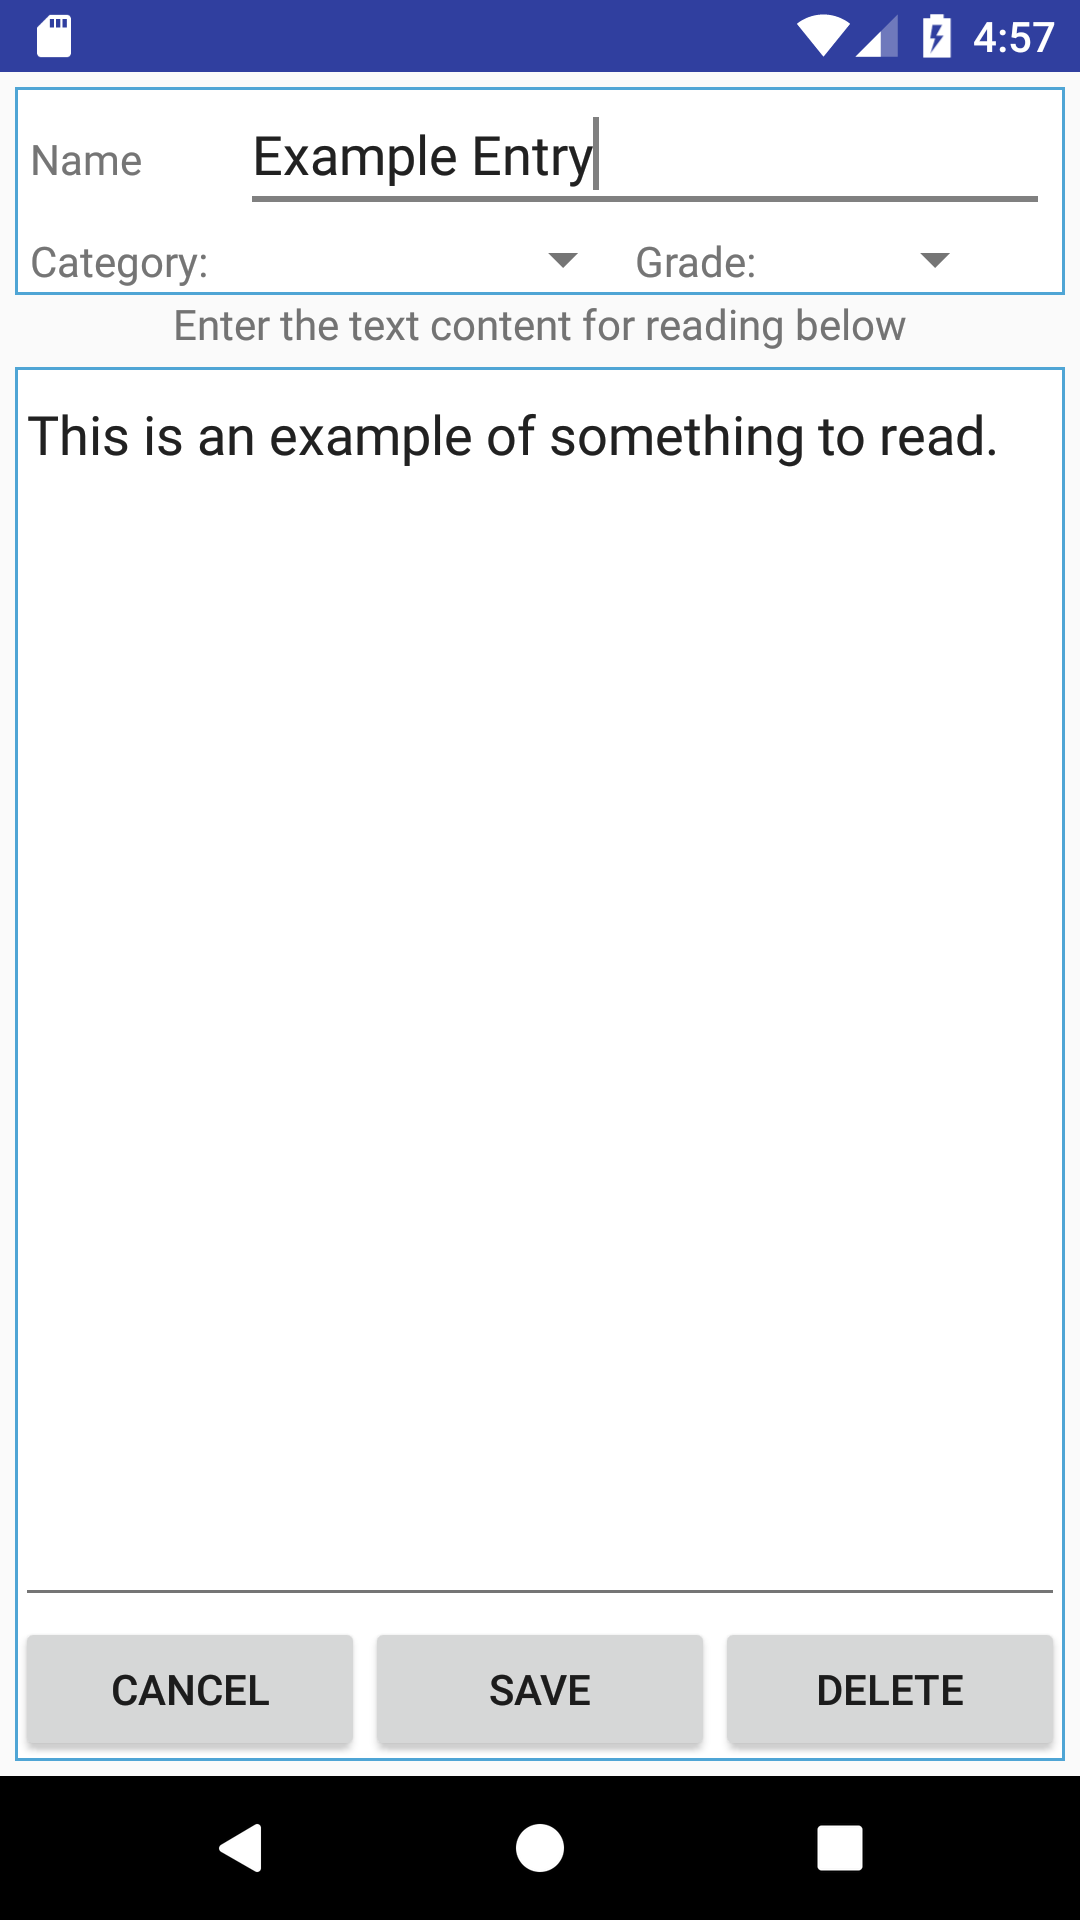 4:57
Name Example Entry
Category: Grade:
Enter the text content for reading below
This is an example of something to read.
CANCEL SAVE DELETE